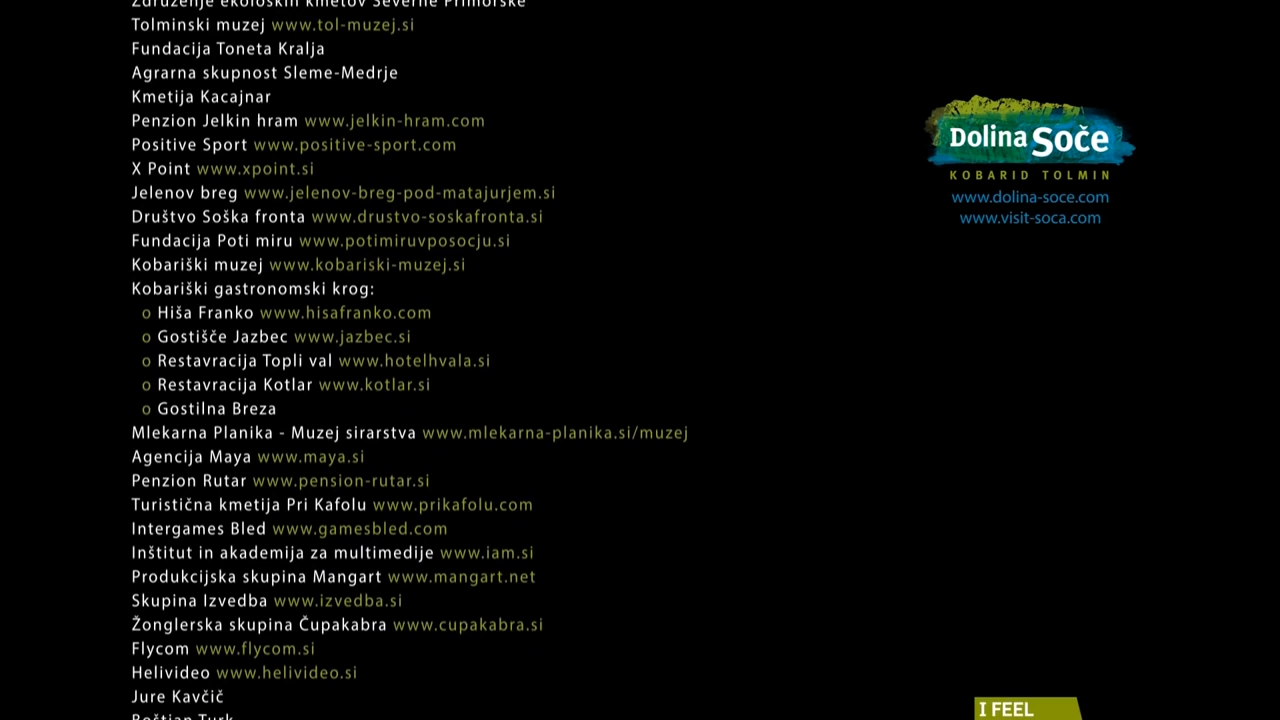 Združenje ekoloških kmetov Severne Primorske
Tolminski muzej www.tol-muzej.si
Fundacija Toneta Kralja
Agrarna skupnost Sleme-Medrje
Kmetija Kacajnar
Penzion Jelkin hram www.jelkin-hram.com
Positive Sport www.positive-sport.com
X Point www.xpoint.si
Jelenov breg www.jelenov-breg-pod-matajurjem.si
Društvo Soška fronta www.drustvo-soskafronta.si
Fundacija Poti miru www.potimiruvposocju.si
Kobariški muzej www.kobariski-muzej.si
Kobariški gastronomski krog:
o Hiša Franko www.hisafranko.com
o Gostišče Jazbec www.jazbec.si
o Restavracija Topli val www.hotelhvala.si
o Restavracija Kotlar www.kotlar.si
o Gostilna Breza
Mlekarna Planika - Muzej sirarstva www.mlekarna-planika.si/muzej
Agencija Maya www.maya.si
Penzion Rutar www.pension-rutar.si
Turistična kmetija Pri Kafolu www.prikafolu.com
Intergames Bled www.gamesbled.com
Inštitut in akademija za multimedije www.iam.si
Produkcijska skupina Mangart www.mangart.net
Skupina Izvedba www.izvedba.si
Žonglerska skupina Čupakabra www.cupakabra.si
Flycom www.flycom.si
Helivideo www.helivideo.si
Jure Kavčič
Boštjan Turk
Dolina Soče
KOBARID TOLMIN
www.dolina-soce.com
www.visit-soca.com
I FEEL